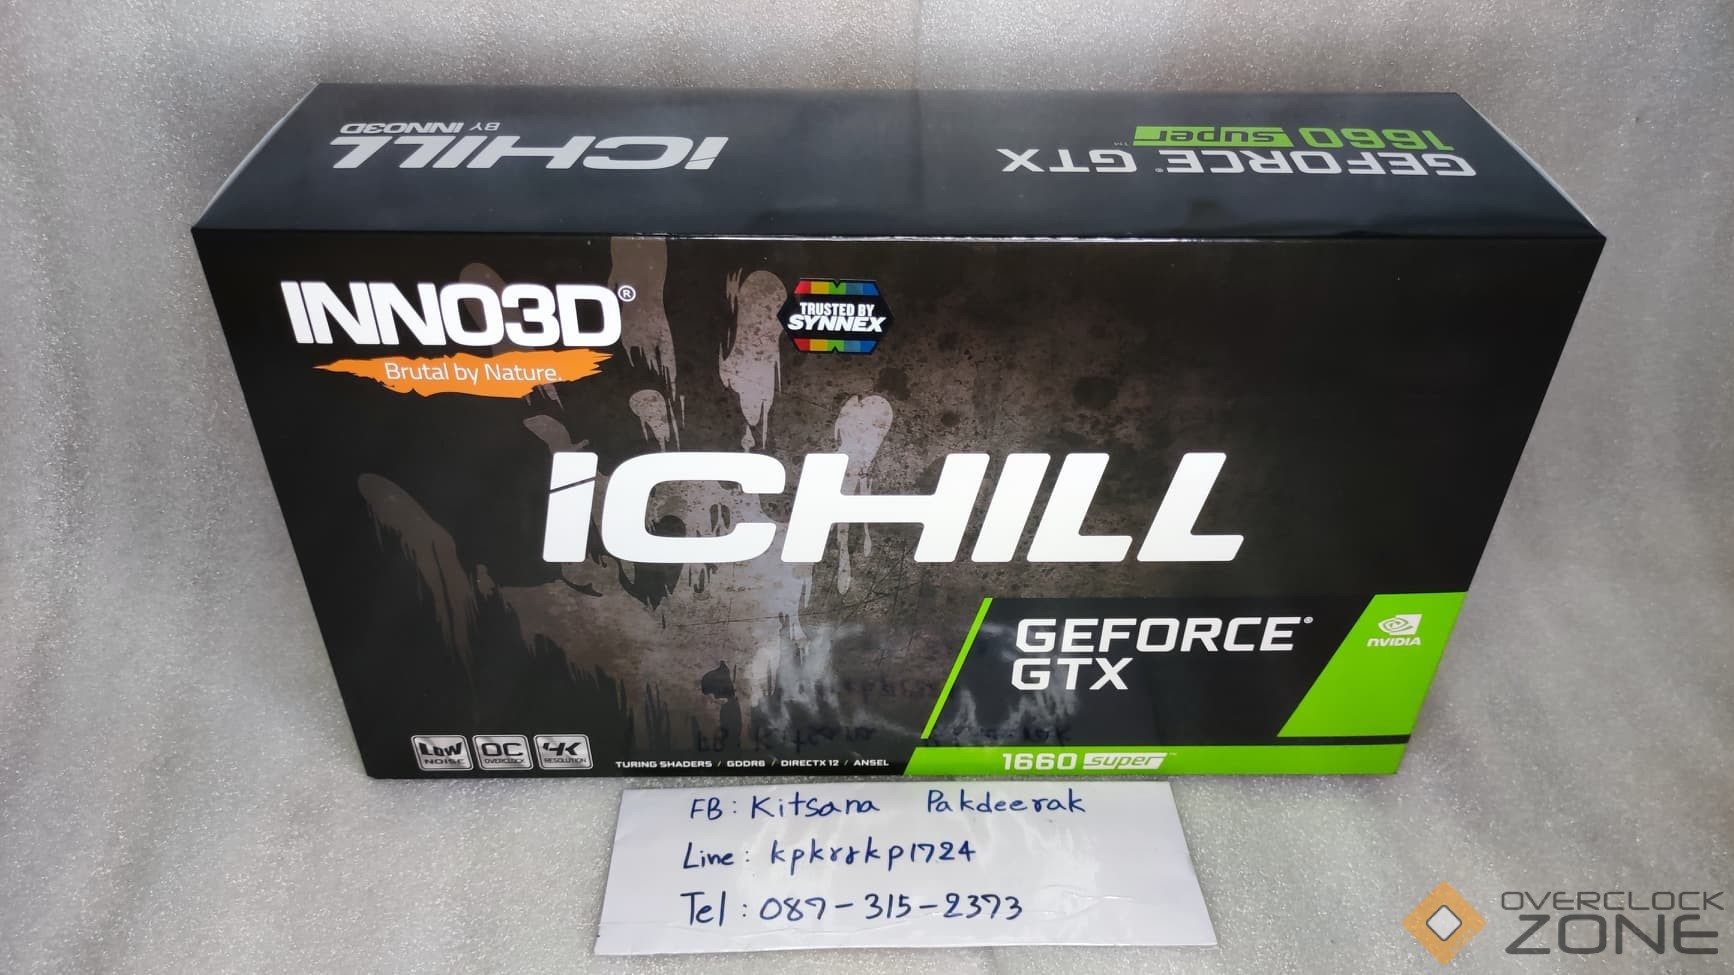 ICHILL
BY INNO3D
GEFORCE® GTX™
1660 SUPER
INNO3D®
Brutal by Nature.
TRUSTED BY
SYNNEX
ICHILL
GEFORCE®
GTX
NVIDIA
LOW
NOISE
OC
OVERCLOCK
4K
RESOLUTION
TURING SHADERS / GDDR6 / DIRECTX 12 / ANSEL
1660 SUPER™
FB: Kitsana Pakdeerak
Line: kpkrrkp1724
Tel: 087-315-2373
OVERCLOCK
ZONE